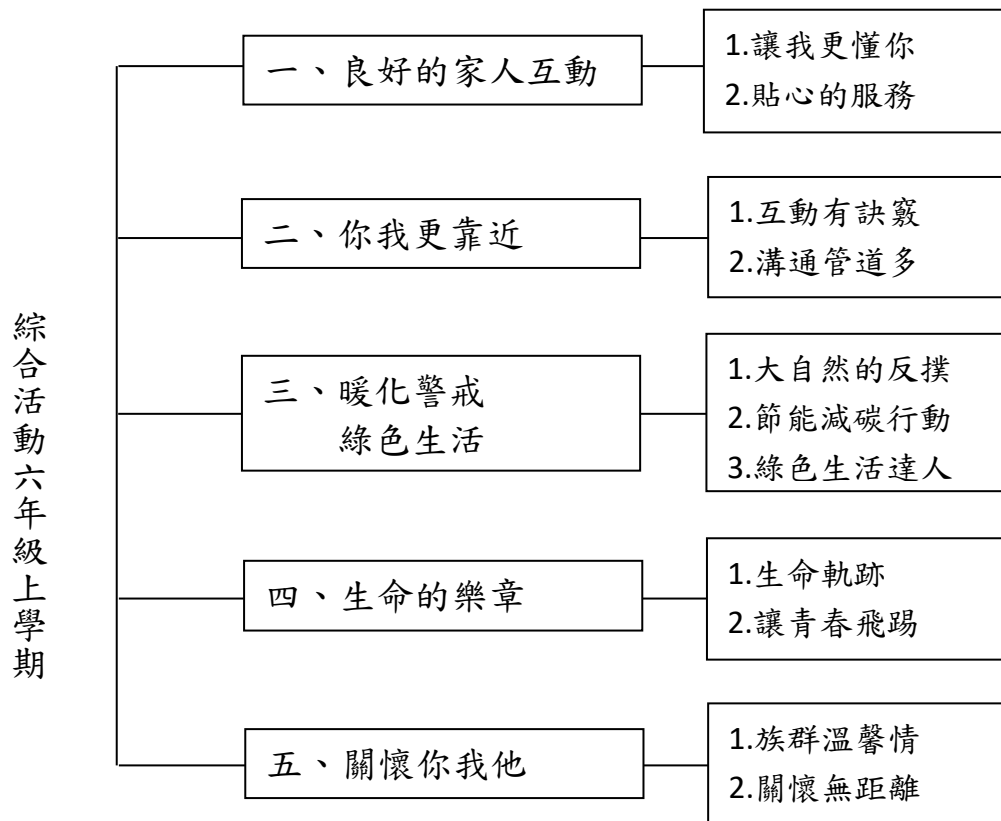 綜合活動六年級上學期
一、良好的家人互動
1.讓我更懂你
2.貼心的服務
二、你我更靠近
1.互動有訣竅
2.溝通管道多
三、暖化警戒
綠色生活
1.大自然的反撲
2.節能減碳行動
3.綠色生活達人
四、生命的樂章
1.生命軌跡
2.讓青春飛踢
五、關懷你我他
1.族群溫馨情
2.關懷無距離